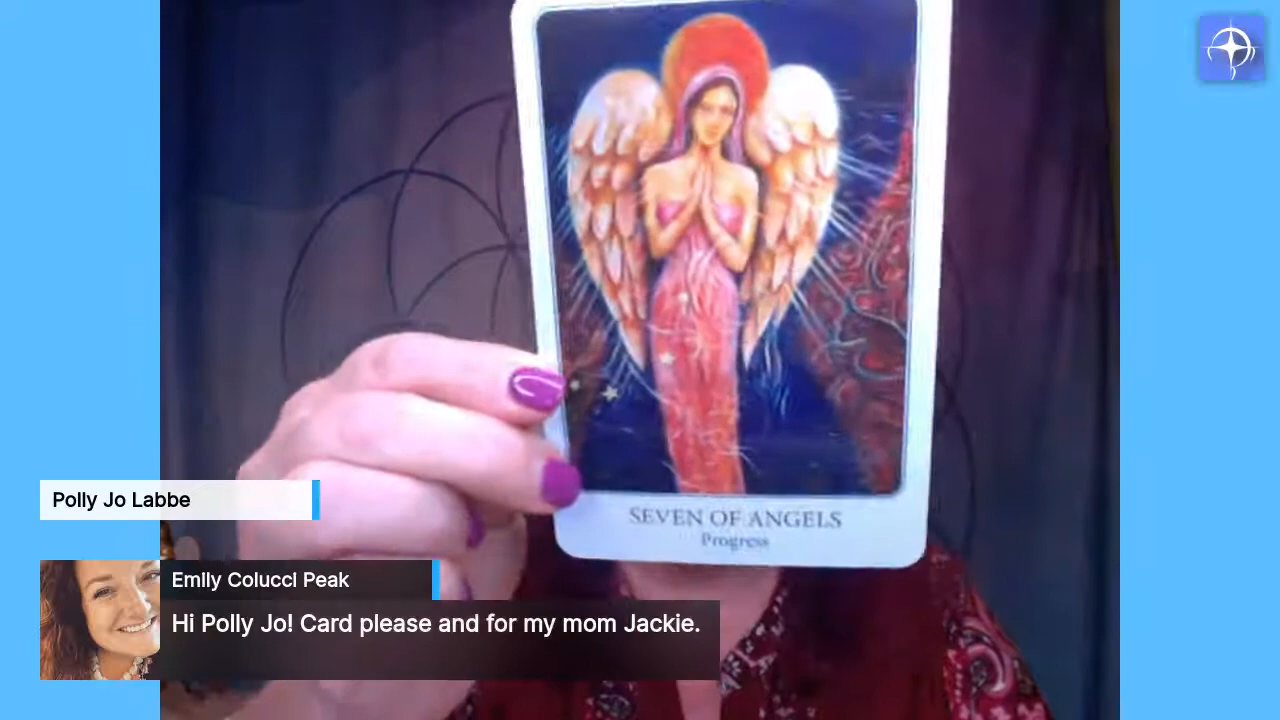 SEVEN OF ANGELS
Progress
Polly Jo Labbe
Emily Colucci Peak
Hi Polly Jo! Card please and for my mom Jackie.